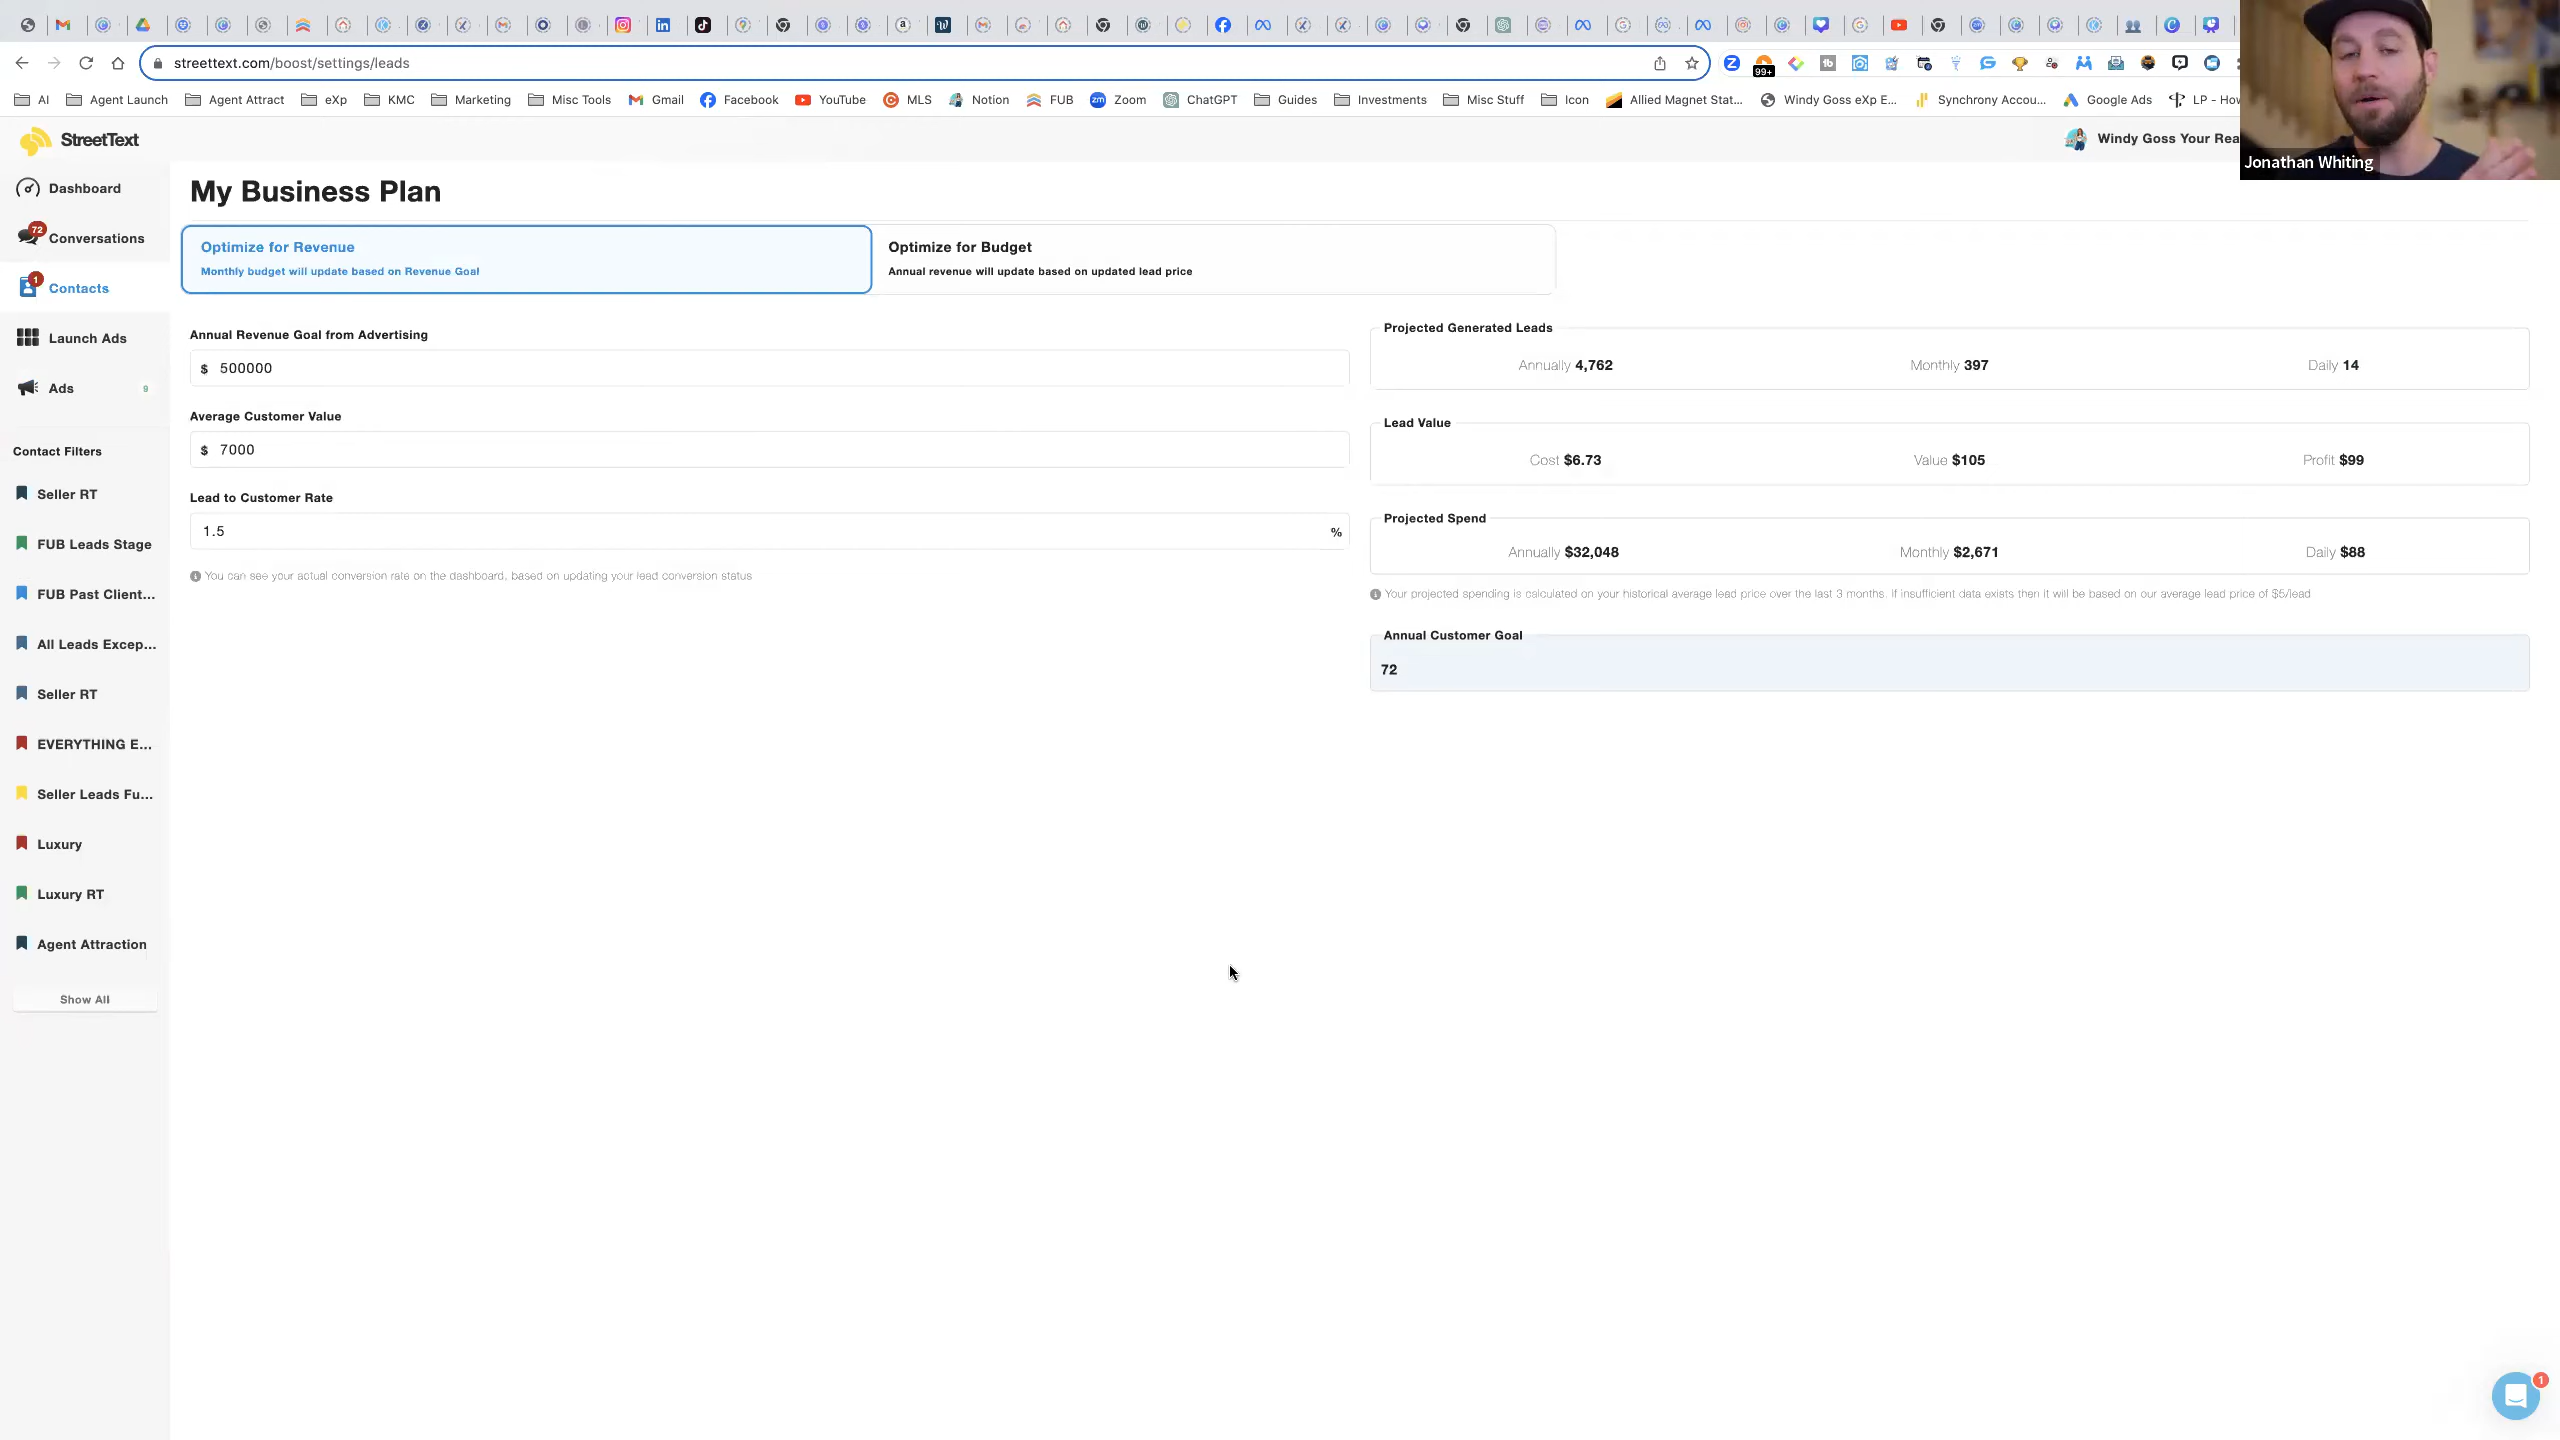 streettext.com/boost/settings/leads
99+
AI
Agent Launch
Agent Attract
eXp
KMC
Marketing
Misc Tools
Gmail
Facebook
YouTube
MLS
Notion
FUB
Zoom
ChatGPT
Guides
Investments
Misc Stuff
Icon
Allied Magnet Stat...
Windy Goss eXp E...
Synchrony Accou...
Google Ads
LP - How
StreetText
Windy Goss Your Rea
Jonathan Whiting
Dashboard
72
Conversations
1
Contacts
Launch Ads
Ads
9
Contact Filters
Seller RT
FUB Leads Stage
FUB Past Client...
All Leads Excep...
Seller RT
EVERYTHING E...
Seller Leads Fu...
Luxury
Luxury RT
Agent Attraction
Show All
My Business Plan
Optimize for Revenue
Monthly budget will update based on Revenue Goal
Optimize for Budget
Annual revenue will update based on updated lead price
Annual Revenue Goal from Advertising
$ 500000
Average Customer Value
$ 7000
Lead to Customer Rate
1.5 %
You can see your actual conversion rate on the dashboard, based on updating your lead conversion status
Projected Generated Leads
Annually 4,762 Monthly 397 Daily 14
Lead Value
Cost $6.73 Value $105 Profit $99
Projected Spend
Annually $32,048 Monthly $2,671 Daily $88
Your projected spending is calculated on your historical average lead price over the last 3 months. If insufficient data exists then it will be based on our average lead price of $5/lead
Annual Customer Goal
72
1